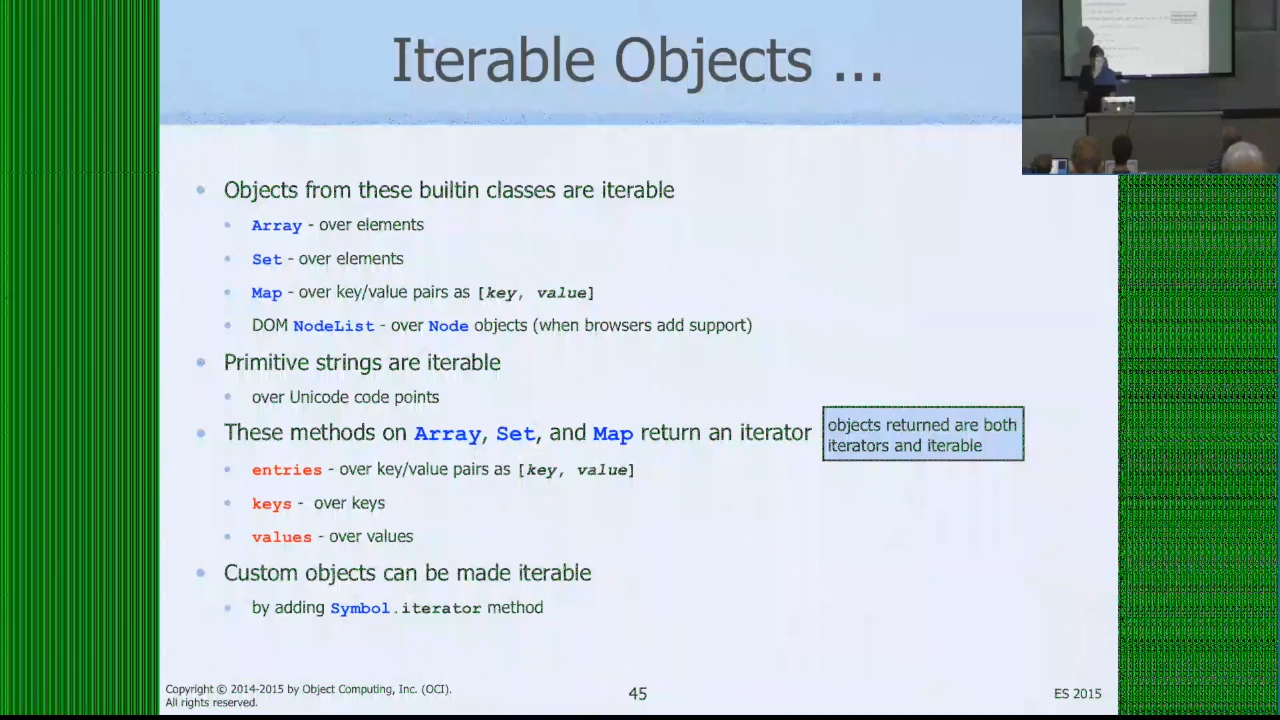 Iterable Objects ...
• Objects from these builtin classes are iterable
• Array - over elements
• Set - over elements
• Map - over key/value pairs as [key, value]
• DOM NodeList - over Node objects (when browsers add support)
• Primitive strings are iterable
• over Unicode code points
• These methods on Array, Set, and Map return an iterator
objects returned are both
iterators and iterable
• entries - over key/value pairs as [key, value]
• keys - over keys
• values - over values
• Custom objects can be made iterable
• by adding Symbol.iterator method
Copyright © 2014-2015 by Object Computing, Inc. (OCI).
All rights reserved.
45
ES 2015